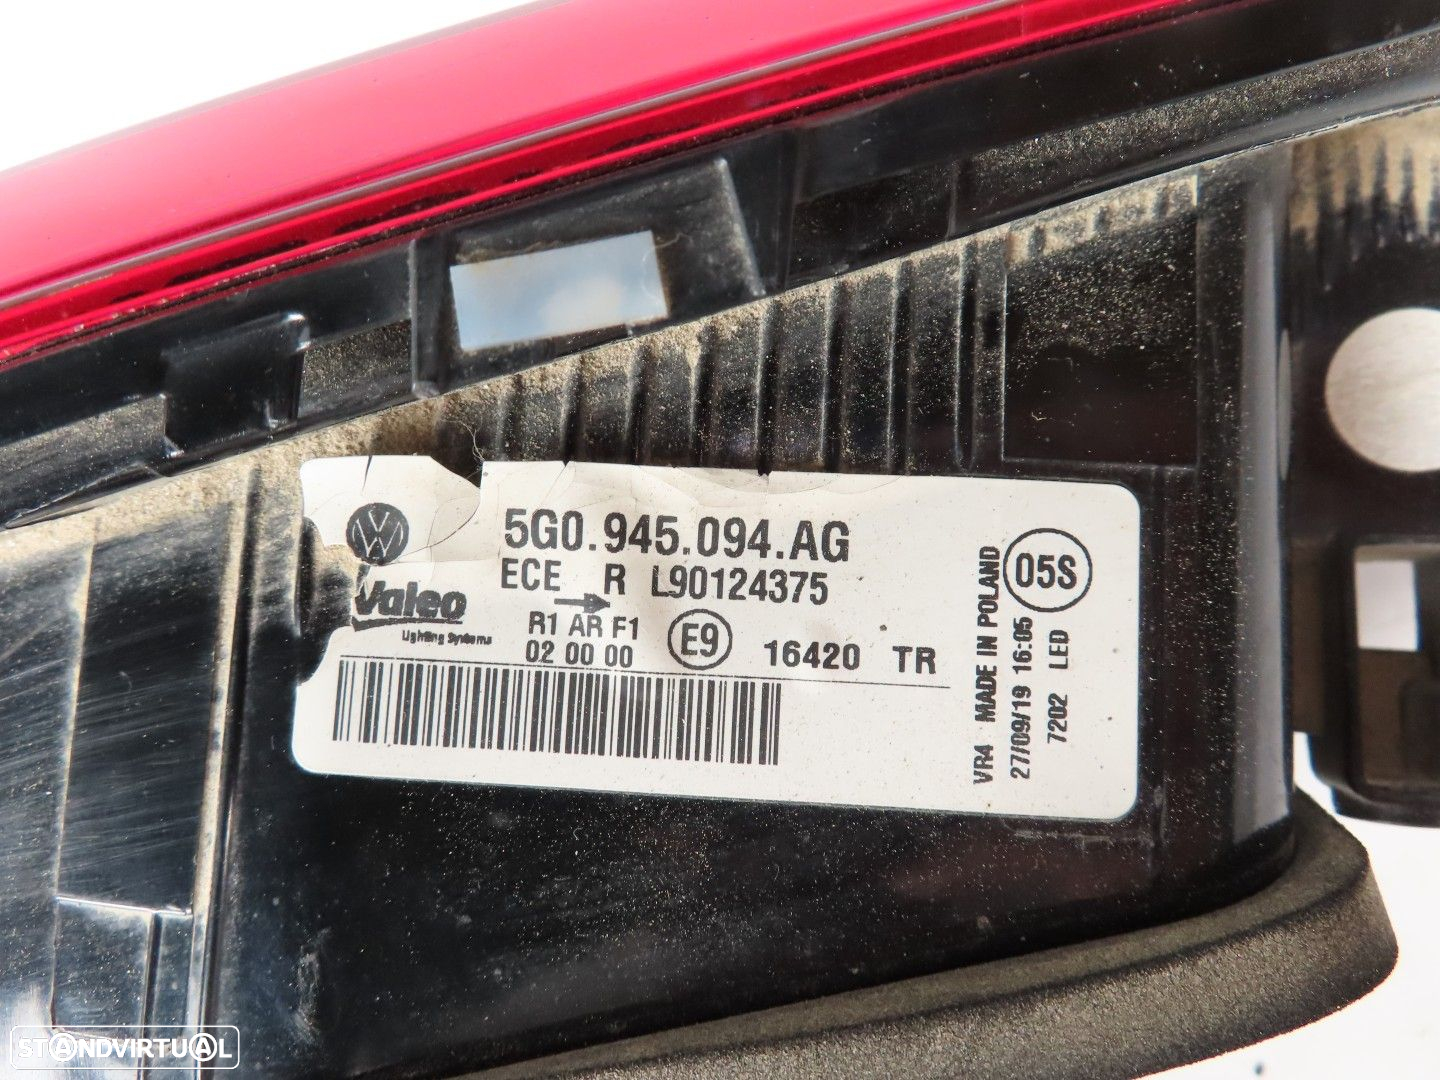 5G0.945.094.AG
ECE R L90124375
Valeo
Lighting Systems
R1 AR F1
02 00 00
E9
16420 TR
VR4 MADE IN POLAND
27/09/19 16:05
7202 LED
05S
STANDVIRTUAL